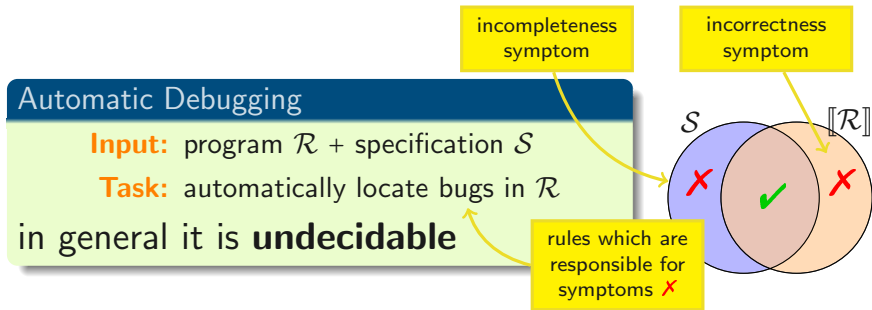 incompleteness
symptom
incorrectness
symptom
Automatic Debugging
Input: program ℛ + specification 𝒮
Task: automatically locate bugs in ℛ
in general it is undecidable
rules which are
responsible for
symptoms ✗
𝒮
⟦ℛ⟧
✗
✓
✗